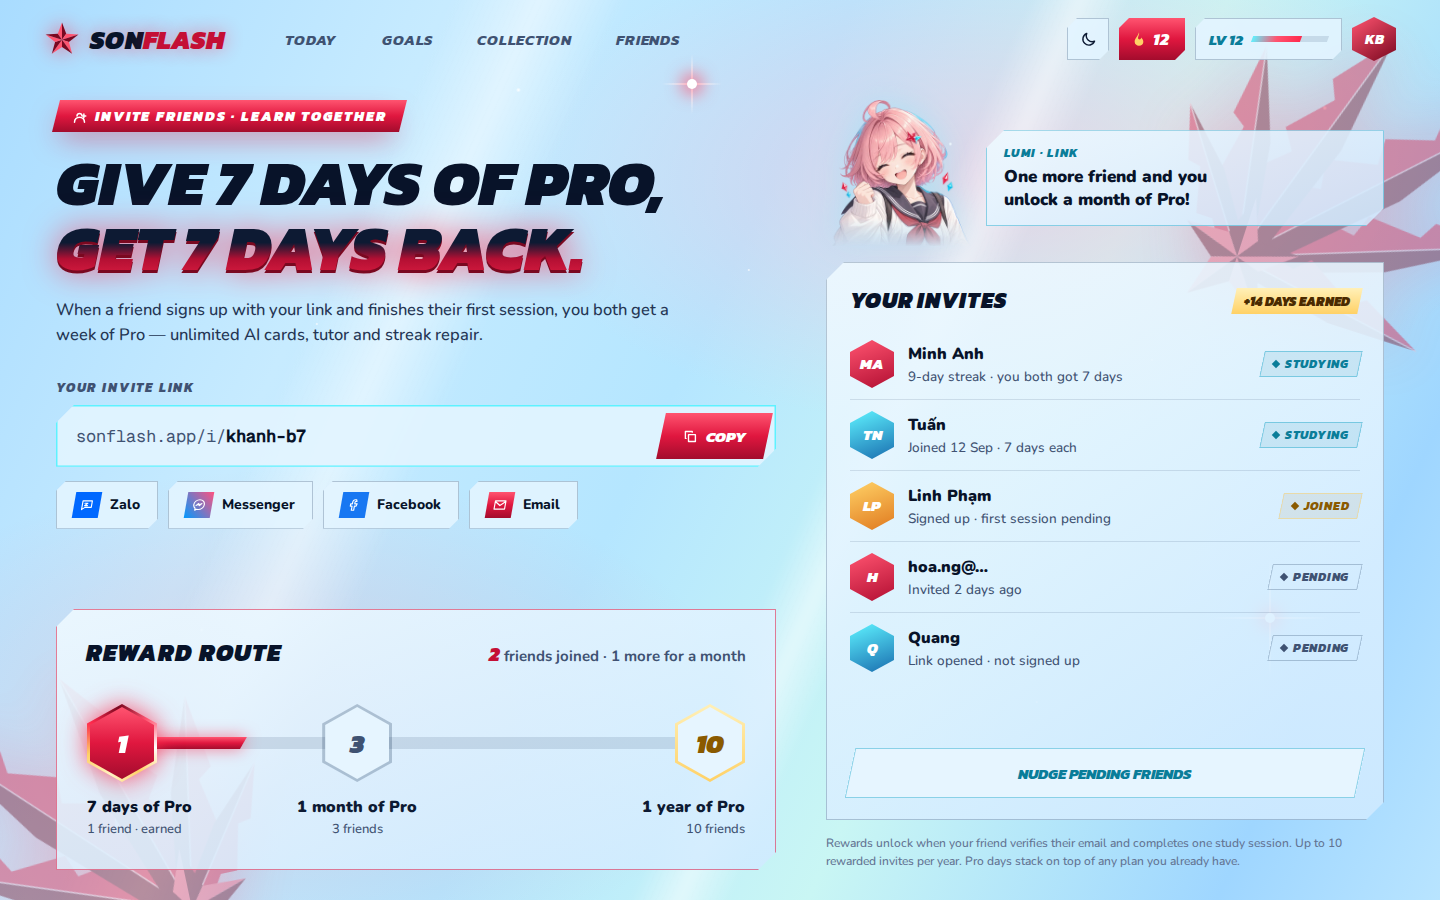 SONFLASH
TODAY
GOALS
COLLECTION
FRIENDS
12
LV 12
KB
INVITE FRIENDS · LEARN TOGETHER
GIVE 7 DAYS OF PRO,
GET 7 DAYS BACK.
When a friend signs up with your link and finishes their first session, you both get a
week of Pro — unlimited AI cards, tutor and streak repair.
YOUR INVITE LINK
sonflash.app/i/khanh-b7
COPY
Zalo
Messenger
Facebook
Email
REWARD ROUTE
2 friends joined · 1 more for a month
1
3
10
7 days of Pro
1 friend · earned
1 month of Pro
3 friends
1 year of Pro
10 friends
LUMI · LINK
One more friend and you
unlock a month of Pro!
YOUR INVITES
+14 DAYS EARNED
MA
Minh Anh
9-day streak · you both got 7 days
STUDYING
TN
Tuấn
Joined 12 Sep · 7 days each
STUDYING
LP
Linh Phạm
Signed up · first session pending
JOINED
H
hoa.ng@...
Invited 2 days ago
PENDING
Q
Quang
Link opened · not signed up
PENDING
NUDGE PENDING FRIENDS
Rewards unlock when your friend verifies their email and completes one study session. Up to 10
rewarded invites per year. Pro days stack on top of any plan you already have.